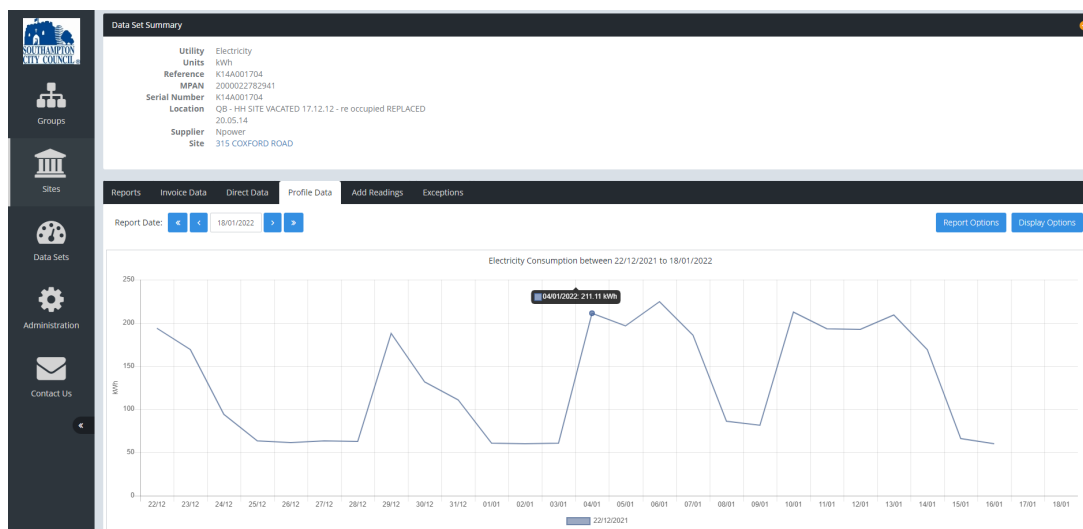 SOUTHAMPTON
CITY COUNCIL
Groups
Sites
Data Sets
Administration
Contact Us
«
Data Set Summary
Utility Electricity
Units kWh
Reference K14A001704
MPAN 2000022782941
Serial Number K14A001704
Location QB - HH SITE VACATED 17.12.12 - re occupied REPLACED
20.05.14
Supplier Npower
Site 315 COXFORD ROAD
Reports Invoice Data Direct Data Profile Data Add Readings Exceptions
Report Date: « ‹ 18/01/2022 › » Report Options Display Options
Electricity Consumption between 22/12/2021 to 18/01/2022
04/01/2022: 211.11 kWh
kWh
250
200
150
100
50
0
22/12 23/12 24/12 25/12 26/12 27/12 28/12 29/12 30/12 31/12 01/01 02/01 03/01 04/01 05/01 06/01 07/01 08/01 09/01 10/01 11/01 12/01 13/01 14/01 15/01 16/01 17/01 18/01
22/12/2021